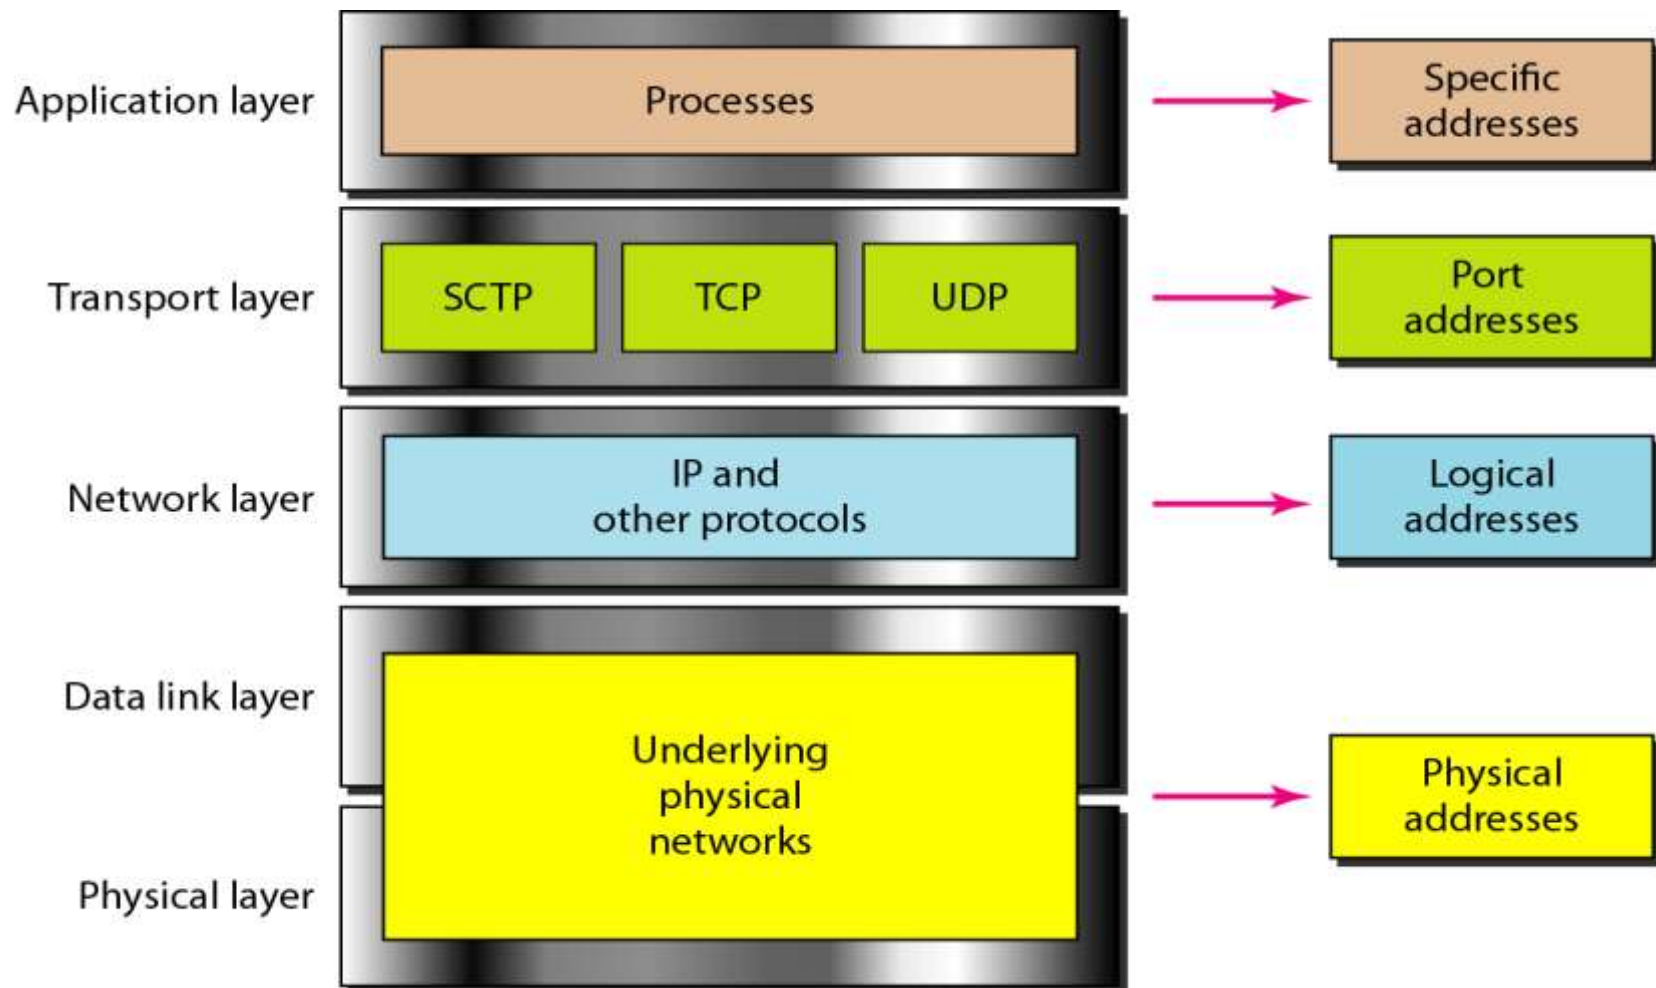 Application layer
Processes
Specific
addresses
Transport layer
SCTP
TCP
UDP
Port
addresses
Network layer
IP and
other protocols
Logical
addresses
Data link layer
Underlying
physical
networks
Physical
addresses
Physical layer